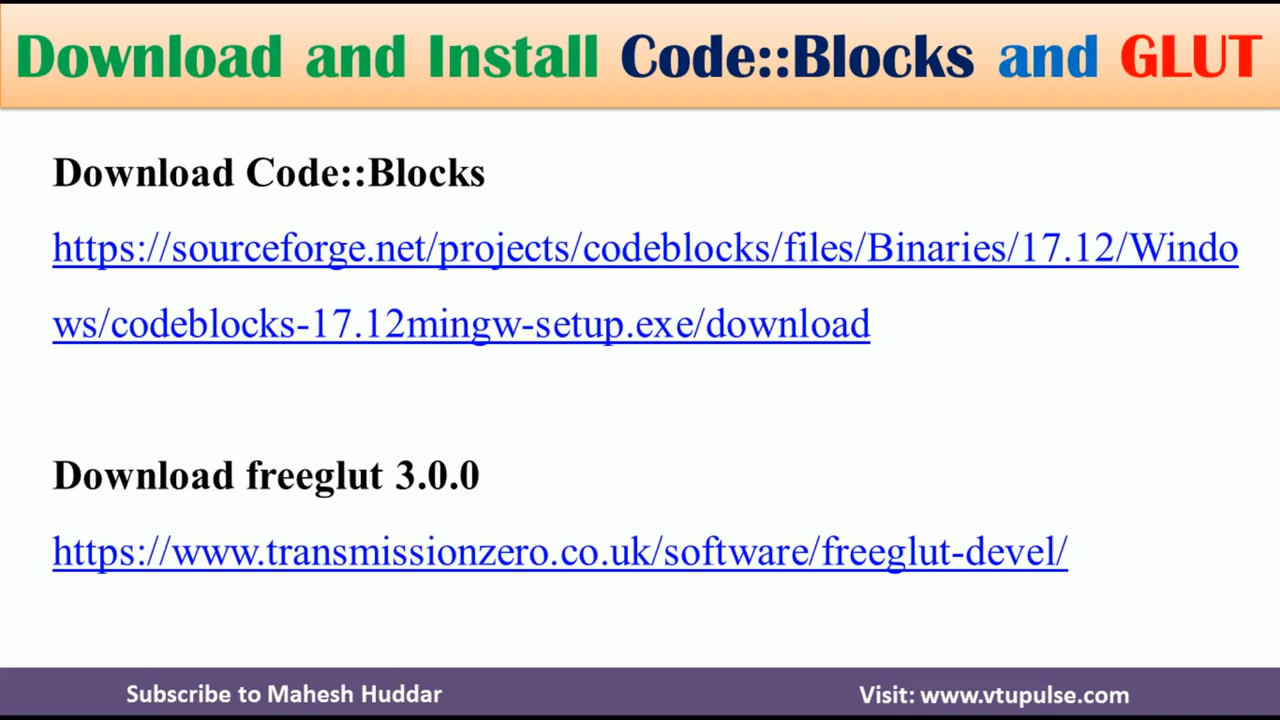 Download and Install Code::Blocks and GLUT
Download Code::Blocks
https://sourceforge.net/projects/codeblocks/files/Binaries/17.12/Windo
ws/codeblocks-17.12mingw-setup.exe/download
Download freeglut 3.0.0
https://www.transmissionzero.co.uk/software/freeglut-devel/
Subscribe to Mahesh Huddar
Visit: www.vtupulse.com